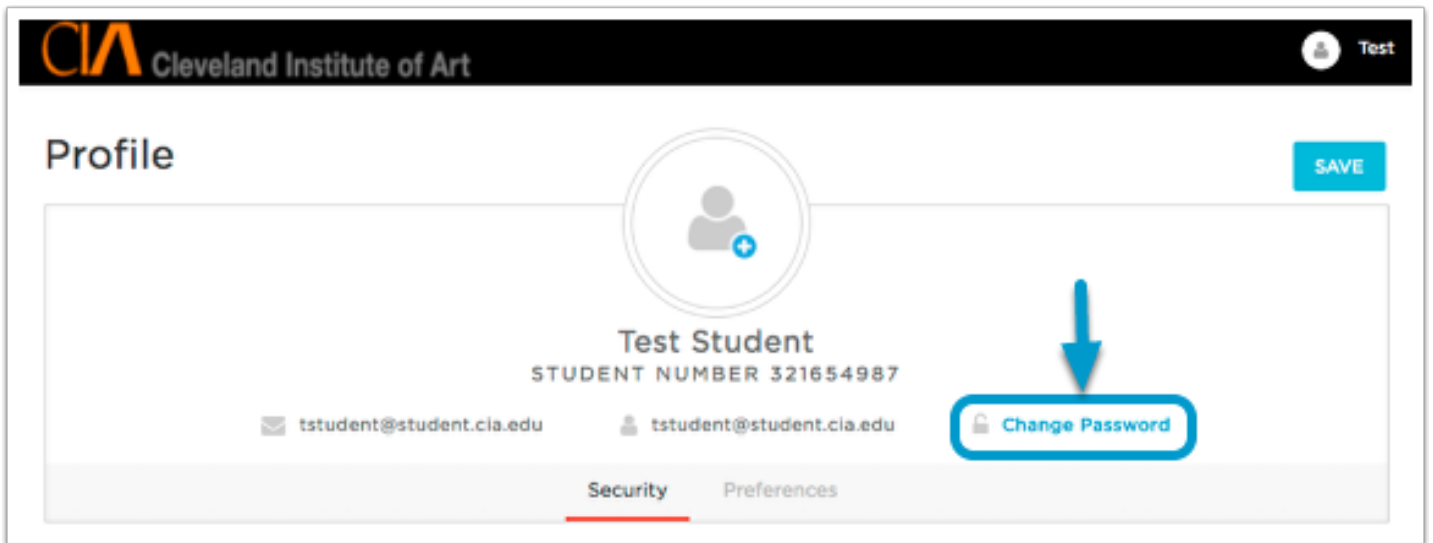 CIA Cleveland Institute of Art
Test
Profile
SAVE
Test Student
STUDENT NUMBER 321654987
tstudent@student.cia.edu
tstudent@student.cia.edu
Change Password
Security
Preferences